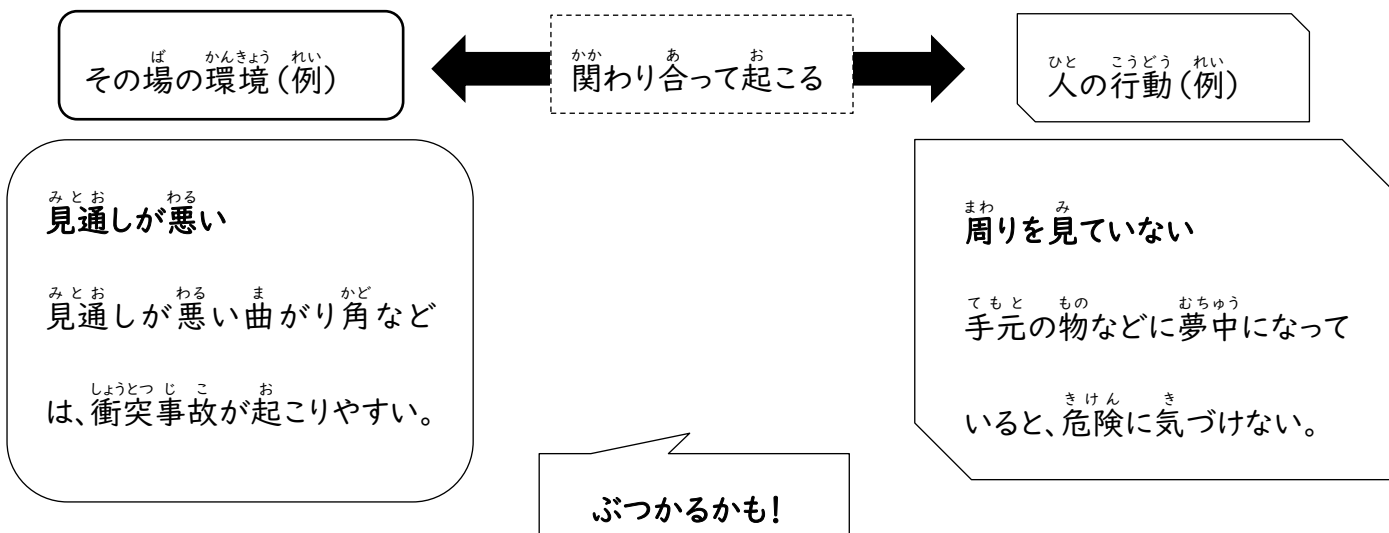 その場の環境(例)
関わり合って起こる
人の行動(例)
見通しが悪い
見通しが悪い曲がり角など
は、衝突事故が起こりやすい。
周りを見ていない
手元の物などに夢中になって
いると、危険に気づけない。
ぶつかるかも!